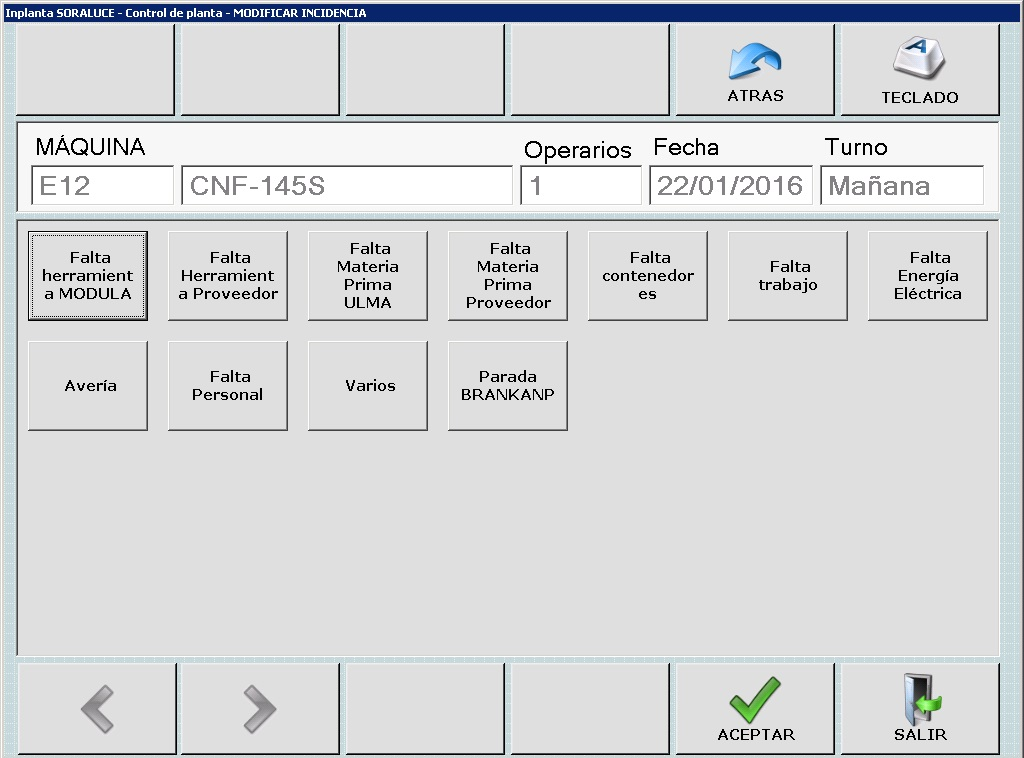 Inplanta SORALUCE - Control de planta - MODIFICAR INCIDENCIA
ATRAS
TECLADO
MÁQUINA
Operarios
Fecha
Turno
E12
CNF-145S
1
22/01/2016
Mañana
Falta
herramient
a MODULA
Falta
Herramient
a Proveedor
Falta
Materia
Prima
ULMA
Falta
Materia
Prima
Proveedor
Falta
contenedor
es
Falta
trabajo
Falta
Energía
Eléctrica
Avería
Falta
Personal
Varios
Parada
BRANKANP
ACEPTAR
SALIR